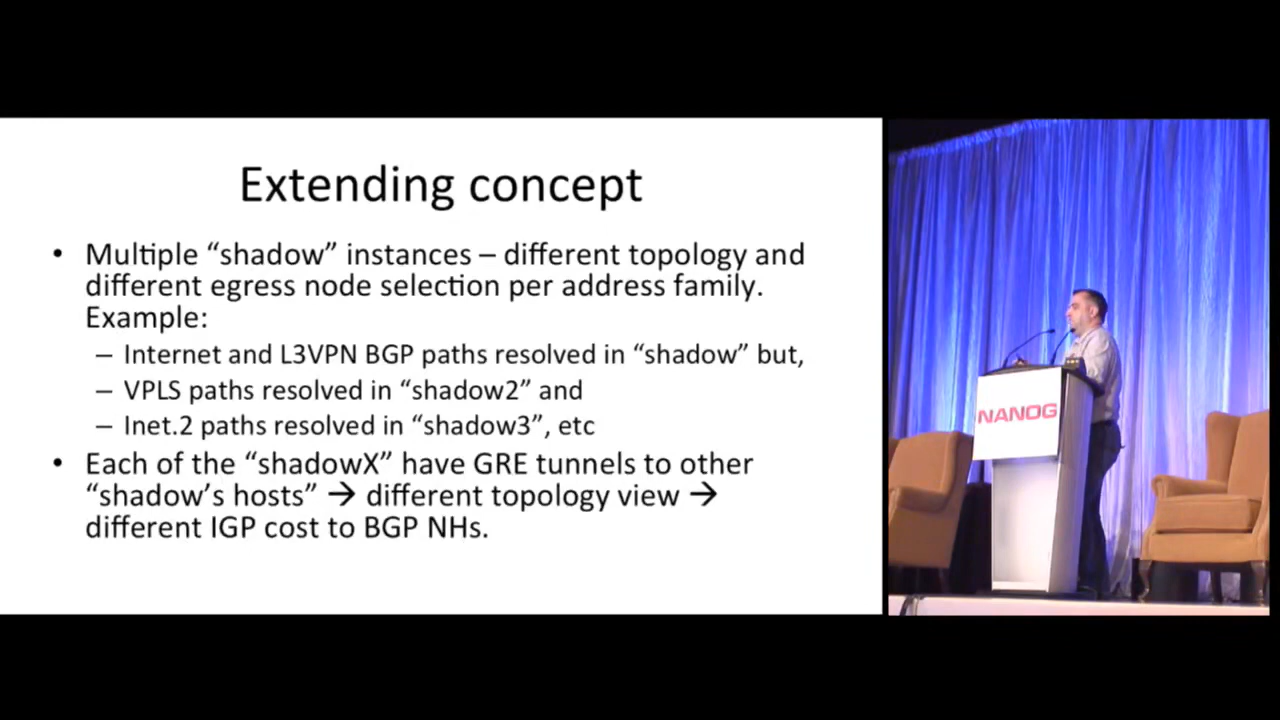 Extending concept
• Multiple “shadow” instances – different topology and
different egress node selection per address family.
Example:
– Internet and L3VPN BGP paths resolved in “shadow” but,
– VPLS paths resolved in “shadow2” and
– Inet.2 paths resolved in “shadow3”, etc
• Each of the “shadowX” have GRE tunnels to other
“shadow’s hosts” → different topology view →
different IGP cost to BGP NHs.
NANOG